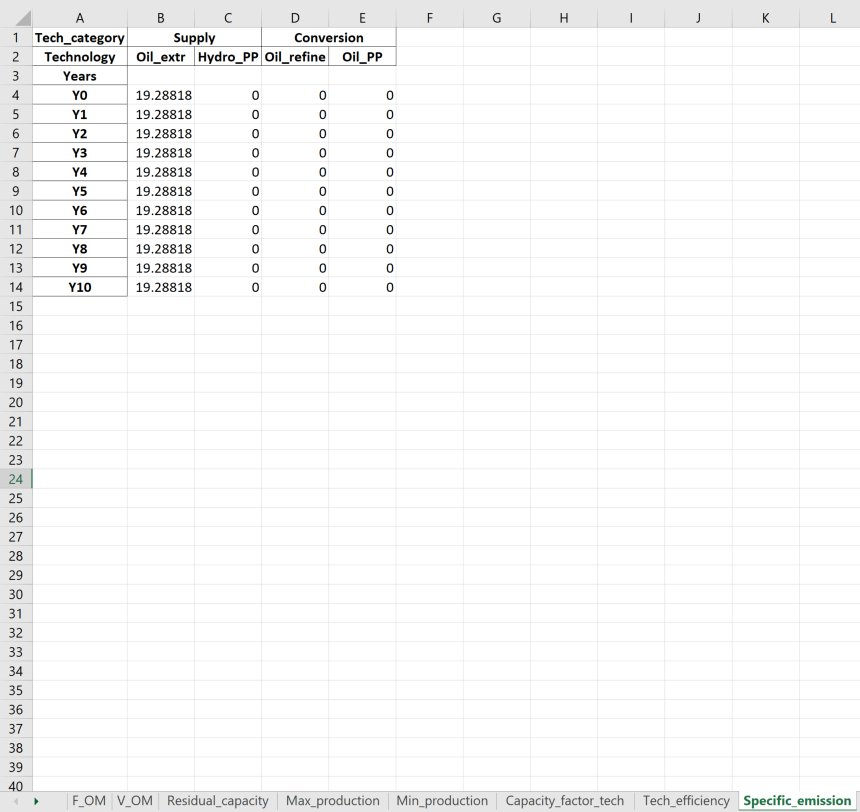 A B C D E F G H I J K L
1 Tech_category Supply Conversion
2 Technology Oil_extr Hydro_PP Oil_refine Oil_PP
3 Years
4 Y0 19.28818 0 0 0
5 Y1 19.28818 0 0 0
6 Y2 19.28818 0 0 0
7 Y3 19.28818 0 0 0
8 Y4 19.28818 0 0 0
9 Y5 19.28818 0 0 0
10 Y6 19.28818 0 0 0
11 Y7 19.28818 0 0 0
12 Y8 19.28818 0 0 0
13 Y9 19.28818 0 0 0
14 Y10 19.28818 0 0 0
15
16
17
18
19
20
21
22
23
24
25
26
27
28
29
30
31
32
33
34
35
36
37
38
39
40
F_OM V_OM Residual_capacity Max_production Min_production Capacity_factor_tech Tech_efficiency Specific_emission